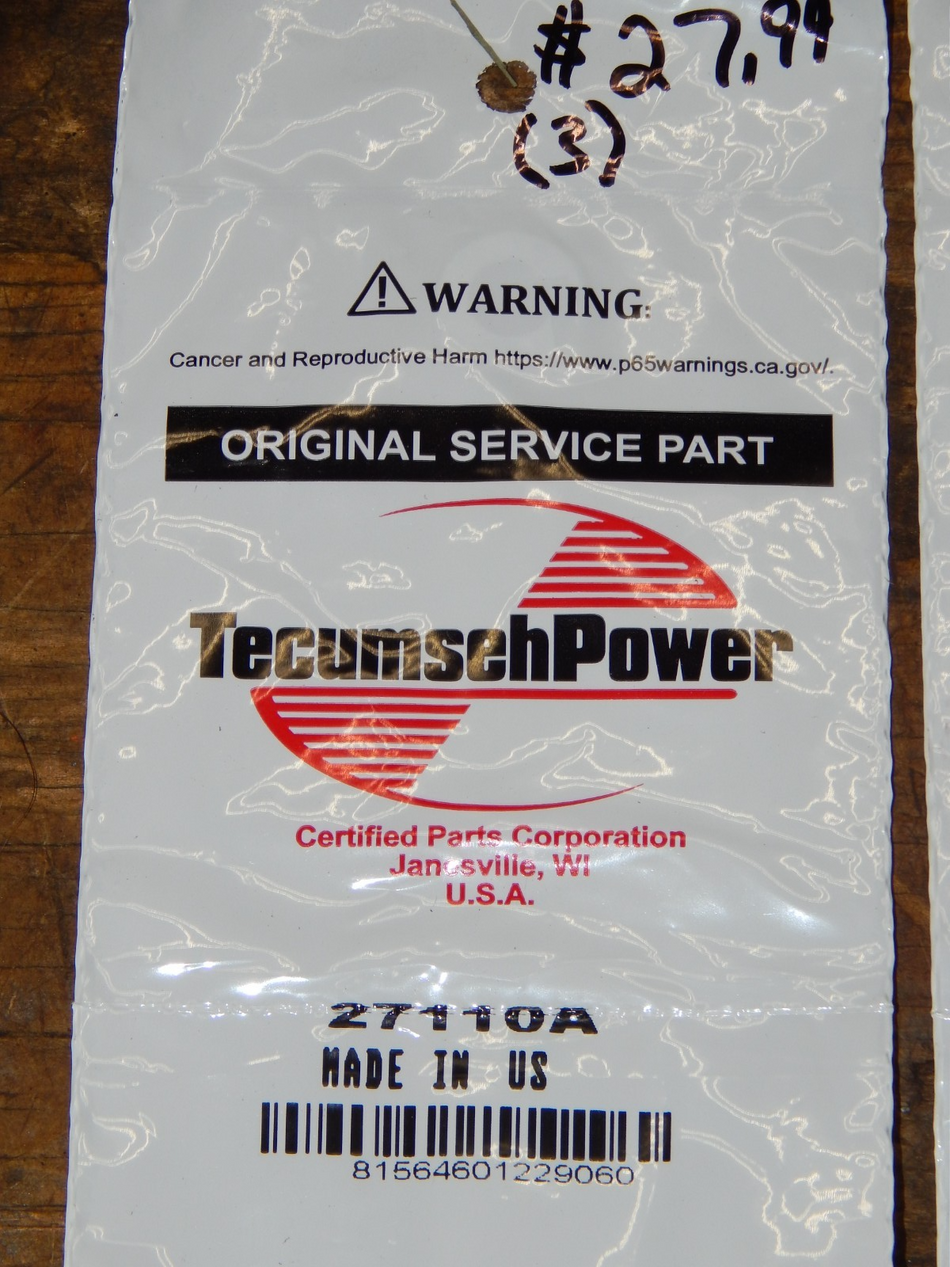 # 27.99
(3)
WARNING:
Cancer and Reproductive Harm https://www.p65warnings.ca.gov/.
ORIGINAL SERVICE PART
TecumsehPower
Certified Parts Corporation
Janesville, WI
U.S.A.
27110A
MADE IN US
81564601229060